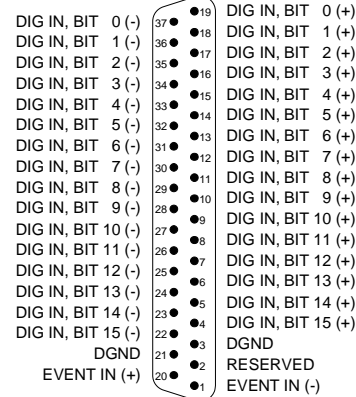 19 DIG IN, BIT 0 (+)
DIG IN, BIT 0 (-) 37
18 DIG IN, BIT 1 (+)
DIG IN, BIT 1 (-) 36
17 DIG IN, BIT 2 (+)
DIG IN, BIT 2 (-) 35
16 DIG IN, BIT 3 (+)
DIG IN, BIT 3 (-) 34
15 DIG IN, BIT 4 (+)
DIG IN, BIT 4 (-) 33
14 DIG IN, BIT 5 (+)
DIG IN, BIT 5 (-) 32
13 DIG IN, BIT 6 (+)
DIG IN, BIT 6 (-) 31
12 DIG IN, BIT 7 (+)
DIG IN, BIT 7 (-) 30
11 DIG IN, BIT 8 (+)
DIG IN, BIT 8 (-) 29
10 DIG IN, BIT 9 (+)
DIG IN, BIT 9 (-) 28
9 DIG IN, BIT 10 (+)
DIG IN, BIT 10 (-) 27
8 DIG IN, BIT 11 (+)
DIG IN, BIT 11 (-) 26
7 DIG IN, BIT 12 (+)
DIG IN, BIT 12 (-) 25
6 DIG IN, BIT 13 (+)
DIG IN, BIT 13 (-) 24
5 DIG IN, BIT 14 (+)
DIG IN, BIT 14 (-) 23
4 DIG IN, BIT 15 (+)
DIG IN, BIT 15 (-) 22
3 DGND
DGND 21
2 RESERVED
EVENT IN (+) 20
1 EVENT IN (-)